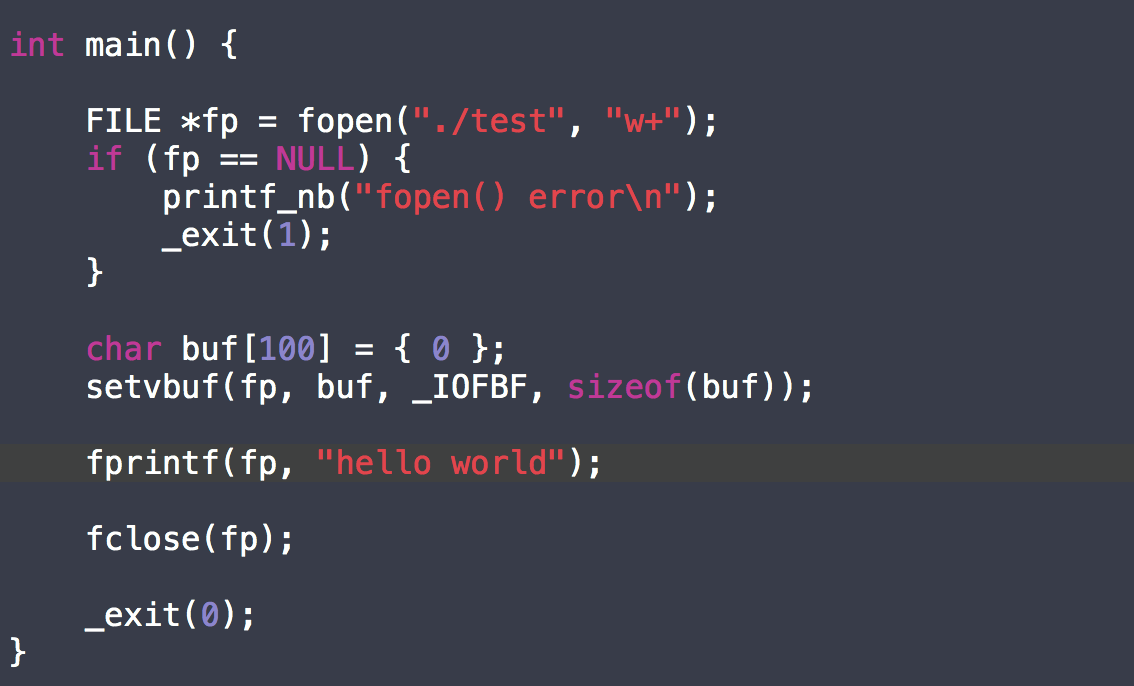 int main() {
FILE *fp = fopen("./test", "w+");
if (fp == NULL) {
printf_nb("fopen() error\n");
_exit(1);
}
char buf[100] = { 0 };
setvbuf(fp, buf, _IOFBF, sizeof(buf));
fprintf(fp, "hello world");
fclose(fp);
_exit(0);
}